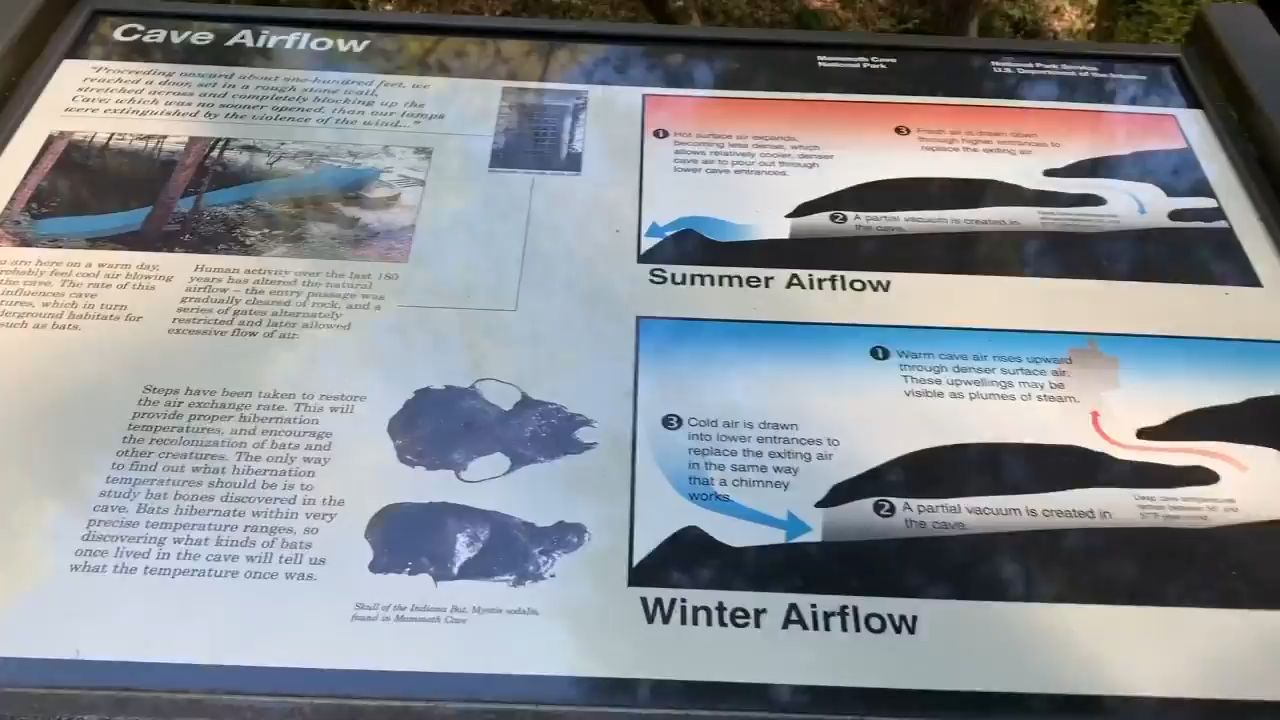 Cave Airflow
Mammoth Cave
National Park
National Park Service
U.S. Department of the Interior
"Proceeding onward about one-hundred feet, we
reached a door, set in a rough stone wall,
stretched across and completely blocking up the
Cave; which was no sooner opened, than our lamps
were extinguished by the violence of the wind..."
u are here on a warm day,
robably feel cool air blowing
the cave. The rate of this
influences cave
tures, which in turn
derground habitats for
such as bats.
Human activity over the last 180
years has altered the natural
airflow – the entry passage was
gradually cleared of rock, and a
series of gates alternately
restricted and later allowed
excessive flow of air.
Steps have been taken to restore
the air exchange rate. This will
provide proper hibernation
temperatures, and encourage
the recolonization of bats and
other creatures. The only way
to find out what hibernation
temperatures should be is to
study bat bones discovered in the
cave. Bats hibernate within very
precise temperature ranges, so
discovering what kinds of bats
once lived in the cave will tell us
what the temperature once was.
Skull of the Indiana Bat, Myotis sodalis,
found in Mammoth Cave
1 Hot surface air expands,
becoming less dense, which
allows relatively cooler, denser
cave air to pour out through
lower cave entrances.
3 Fresh air is drawn down
through higher entrances to
replace the exiting air.
2 A partial vacuum is created in
the cave.
Summer Airflow
1 Warm cave air rises upward
through denser surface air.
These upwellings may be
visible as plumes of steam.
3 Cold air is drawn
into lower entrances to
replace the exiting air
in the same way
that a chimney
works.
2 A partial vacuum is created in
the cave.
Deep cave temperatures
Winter Airflow